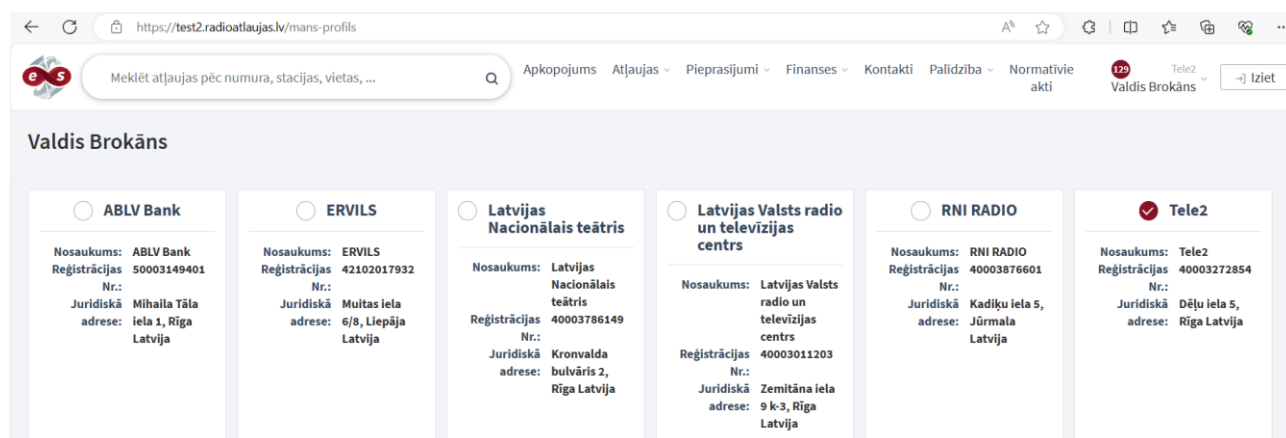 https://test2.radioatlaujas.lv/mans-profils
es
Meklēt atļaujas pēc numura, stacijas, vietas, ...
Apkopojums
Atļaujas
Pieprasījumi
Finanses
Kontakti
Palīdzība
Normatīvie
akti
129
Tele2
Valdis Brokāns
Iziet
Valdis Brokāns
ABLV Bank
Nosaukums: ABLV Bank
Reģistrācijas 50003149401
Nr.:
Juridiskā Mihaila Tāla
adrese: iela 1, Rīga
Latvija
ERVILS
Nosaukums: ERVILS
Reģistrācijas 42102017932
Nr.:
Juridiskā Muitas iela
adrese: 6/8, Liepāja
Latvija
Latvijas
Nacionālais teātris
Nosaukums: Latvijas
Nacionālais
teātris
Reģistrācijas 40003786149
Nr.:
Juridiskā Kronvalda
adrese: bulvāris 2,
Rīga Latvija
Latvijas Valsts radio
un televīzijas
centrs
Nosaukums: Latvijas Valsts
radio un
televīzijas
centrs
Reģistrācijas 40003011203
Nr.:
Juridiskā Zemitāna iela
adrese: 9 k-3, Rīga
Latvija
RNI RADIO
Nosaukums: RNI RADIO
Reģistrācijas 40003876601
Nr.:
Juridiskā Kadiķu iela 5,
adrese: Jūrmala
Latvija
Tele2
Nosaukums: Tele2
Reģistrācijas 40003272854
Nr.:
Juridiskā Dēļu iela 5,
adrese: Rīga Latvija